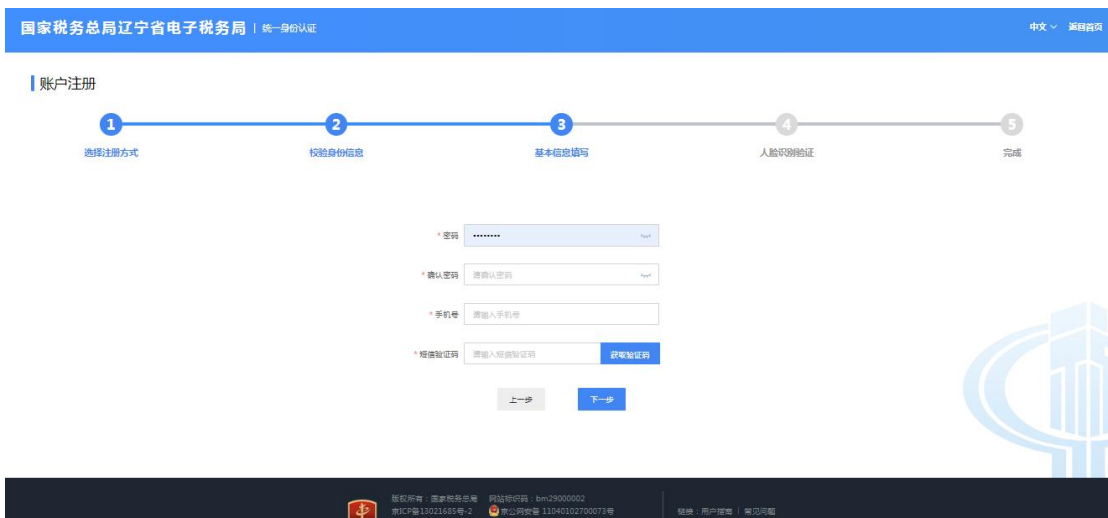 国家税务总局辽宁省电子税务局 | 统一身份认证
中文 返回首页
账户注册
1 2 3 4 5
选择注册方式 校验身份信息 基本信息填写 人脸识别验证 完成
* 密码 ••••••••
* 确认密码 请确认密码
* 手机号 请输入手机号
* 短信验证码 请输入短信验证码 获取验证码
上一步 下一步
版权所有:国家税务总局 网站标识码:bm29000002
京ICP备13021685号-2 京公网安备 11040102700073号 链接:用户指南 | 常见问题